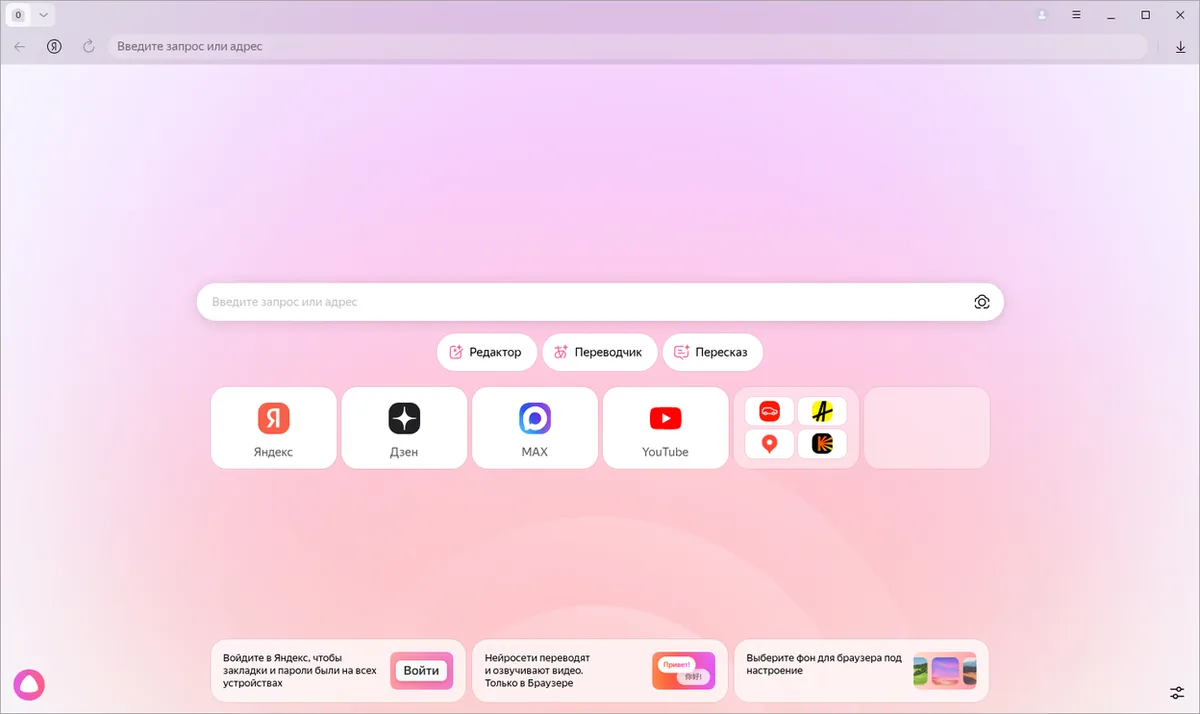 0
Я
Введите запрос или адрес
Введите запрос или адрес
Редактор
Переводчик
Пересказ
Я
Яндекс
Дзен
MAX
YouTube
Войдите в Яндекс, чтобы
закладки и пароли были на всех
устройствах
Войти
Нейросети переводят
и озвучивают видео.
Только в Браузере
Привет!
你好!
Выберите фон для браузера под
настроение